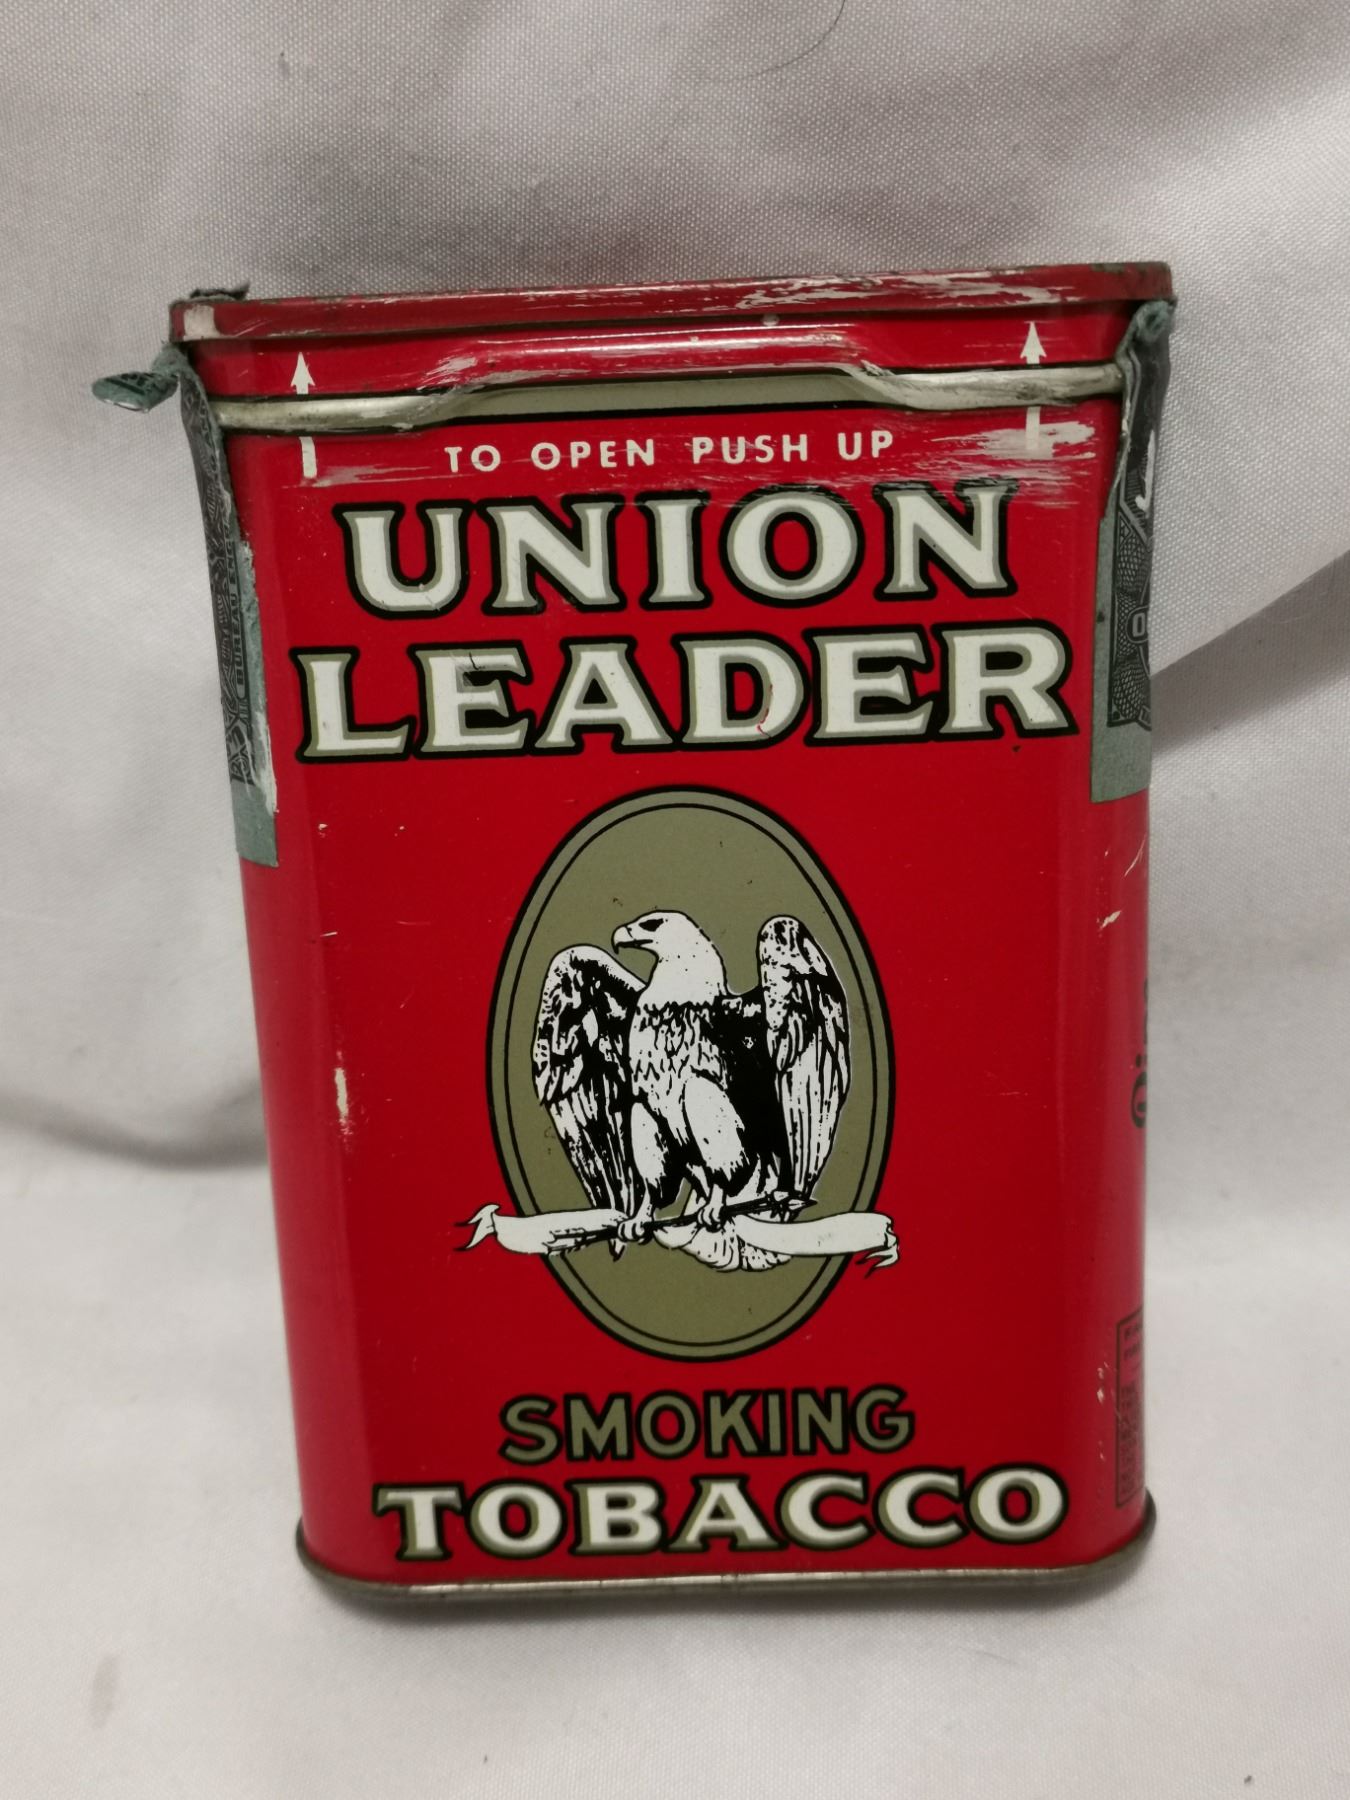 TO OPEN PUSH UP
UNION
LEADER
SMOKING
TOBACCO